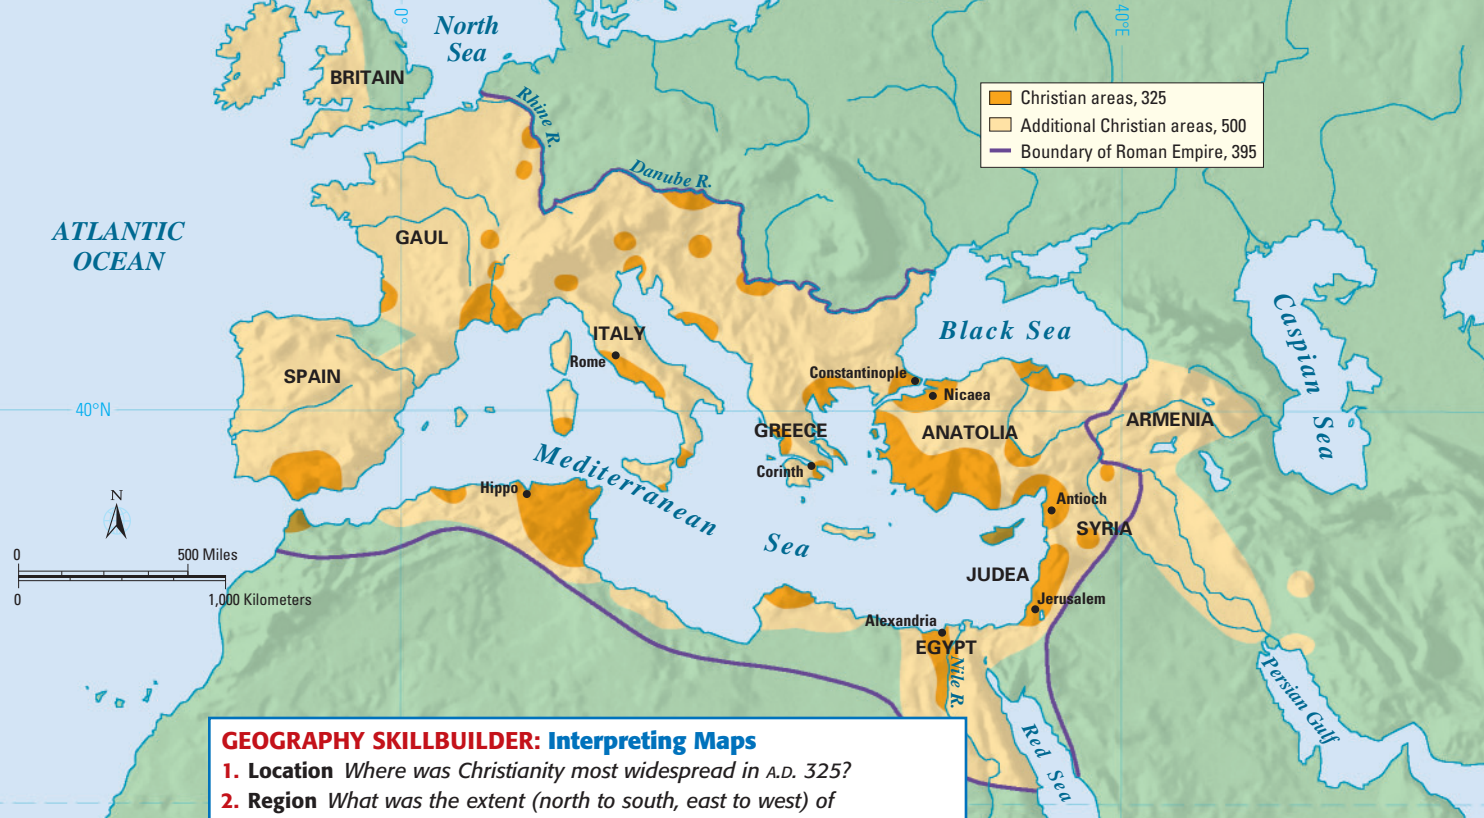 0°
40°E
North
Sea
BRITAIN
Rhine R.
Christian areas, 325
Additional Christian areas, 500
Boundary of Roman Empire, 395
Danube R.
ATLANTIC
OCEAN
GAUL
Caspian Sea
Black Sea
ITALY
Rome
SPAIN
Constantinople
Nicaea
40°N
ARMENIA
GREECE
ANATOLIA
Corinth
Mediterranean
Sea
Hippo
Antioch
SYRIA
N
0
500 Miles
0
1,000 Kilometers
JUDEA
Jerusalem
Alexandria
EGYPT
Nile R.
Persian Gulf
Red Sea
GEOGRAPHY SKILLBUILDER: Interpreting Maps
1. Location Where was Christianity most widespread in A.D. 325?
2. Region What was the extent (north to south, east to west) of